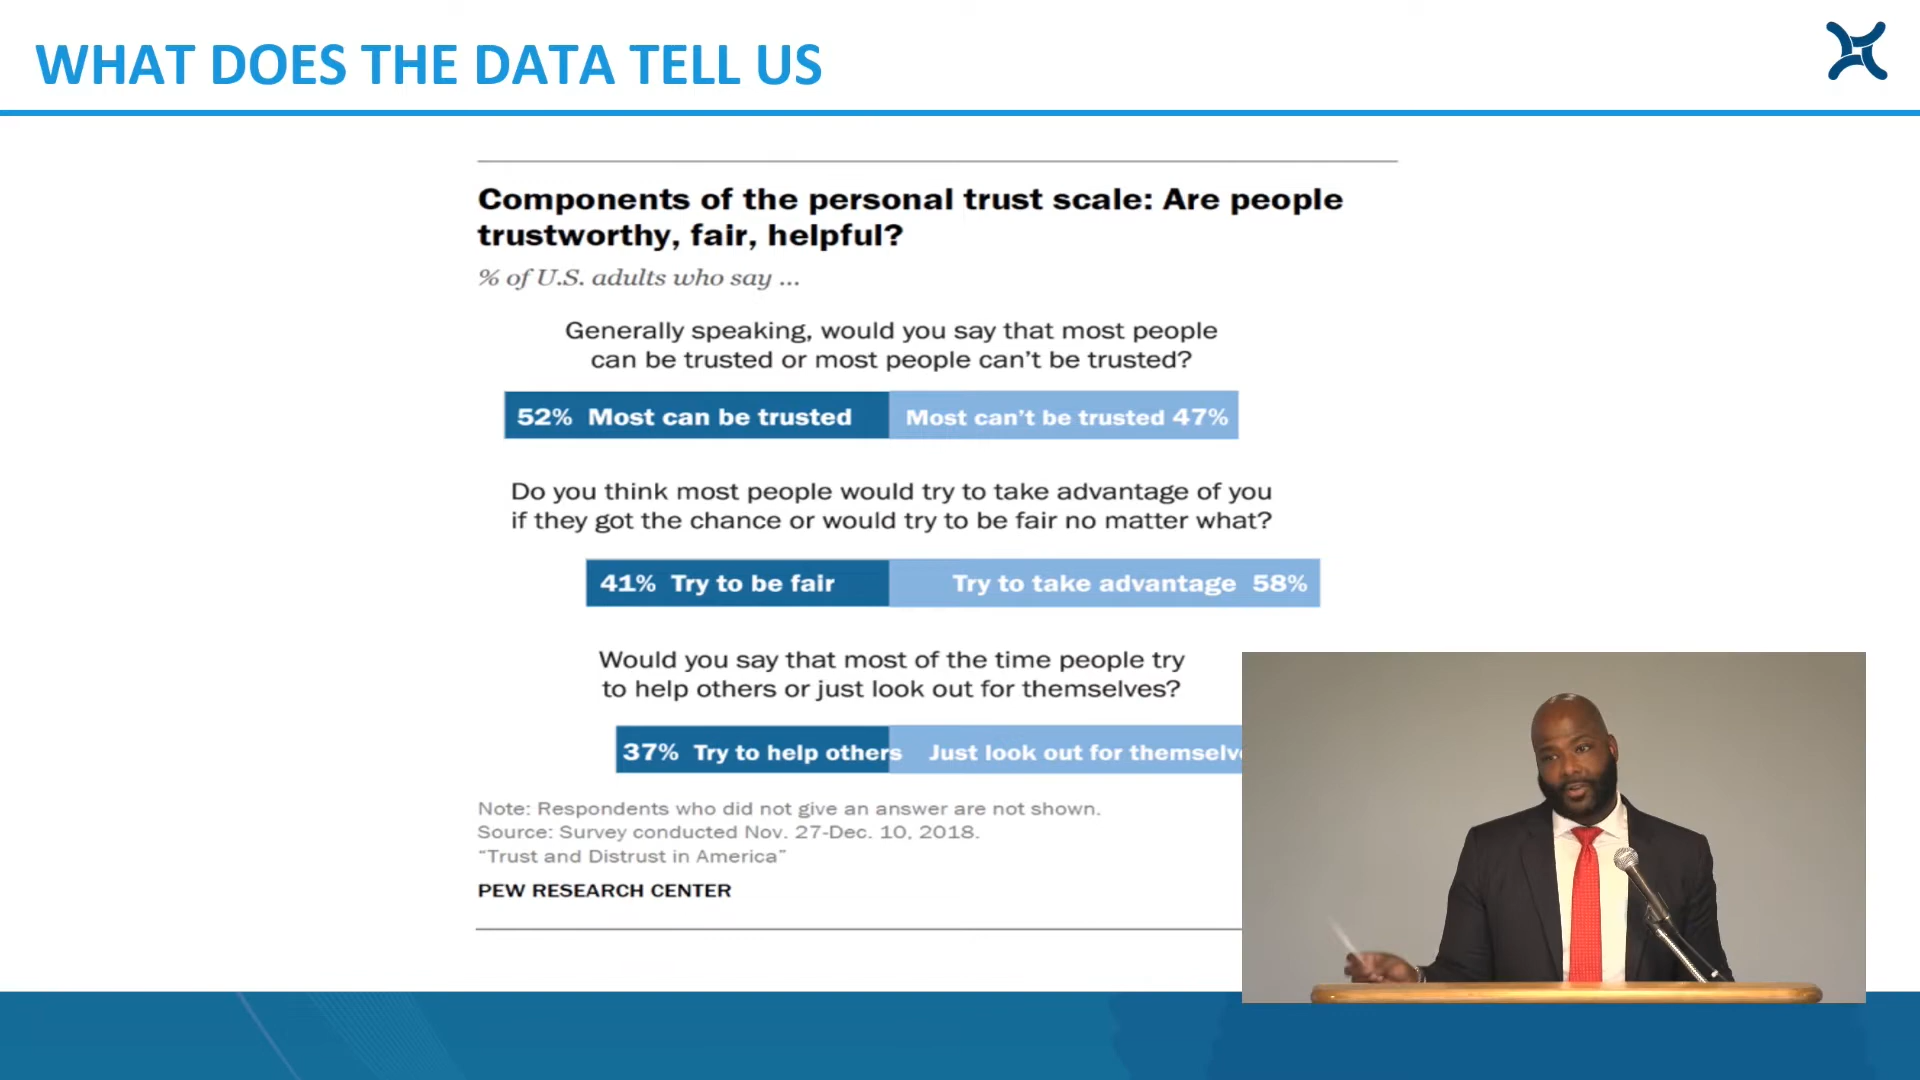 WHAT DOES THE DATA TELL US
Components of the personal trust scale: Are people
trustworthy, fair, helpful?
% of U.S. adults who say ...
Generally speaking, would you say that most people
can be trusted or most people can't be trusted?
52% Most can be trusted Most can't be trusted 47%
Do you think most people would try to take advantage of you
if they got the chance or would try to be fair no matter what?
41% Try to be fair Try to take advantage 58%
Would you say that most of the time people try
to help others or just look out for themselves?
37% Try to help others Just look out for
Note: Respondents who did not give an answer are not shown.
Source: Survey conducted Nov. 27-Dec. 10, 2018.
“Trust and Distrust in America”
PEW RESEARCH CENTER